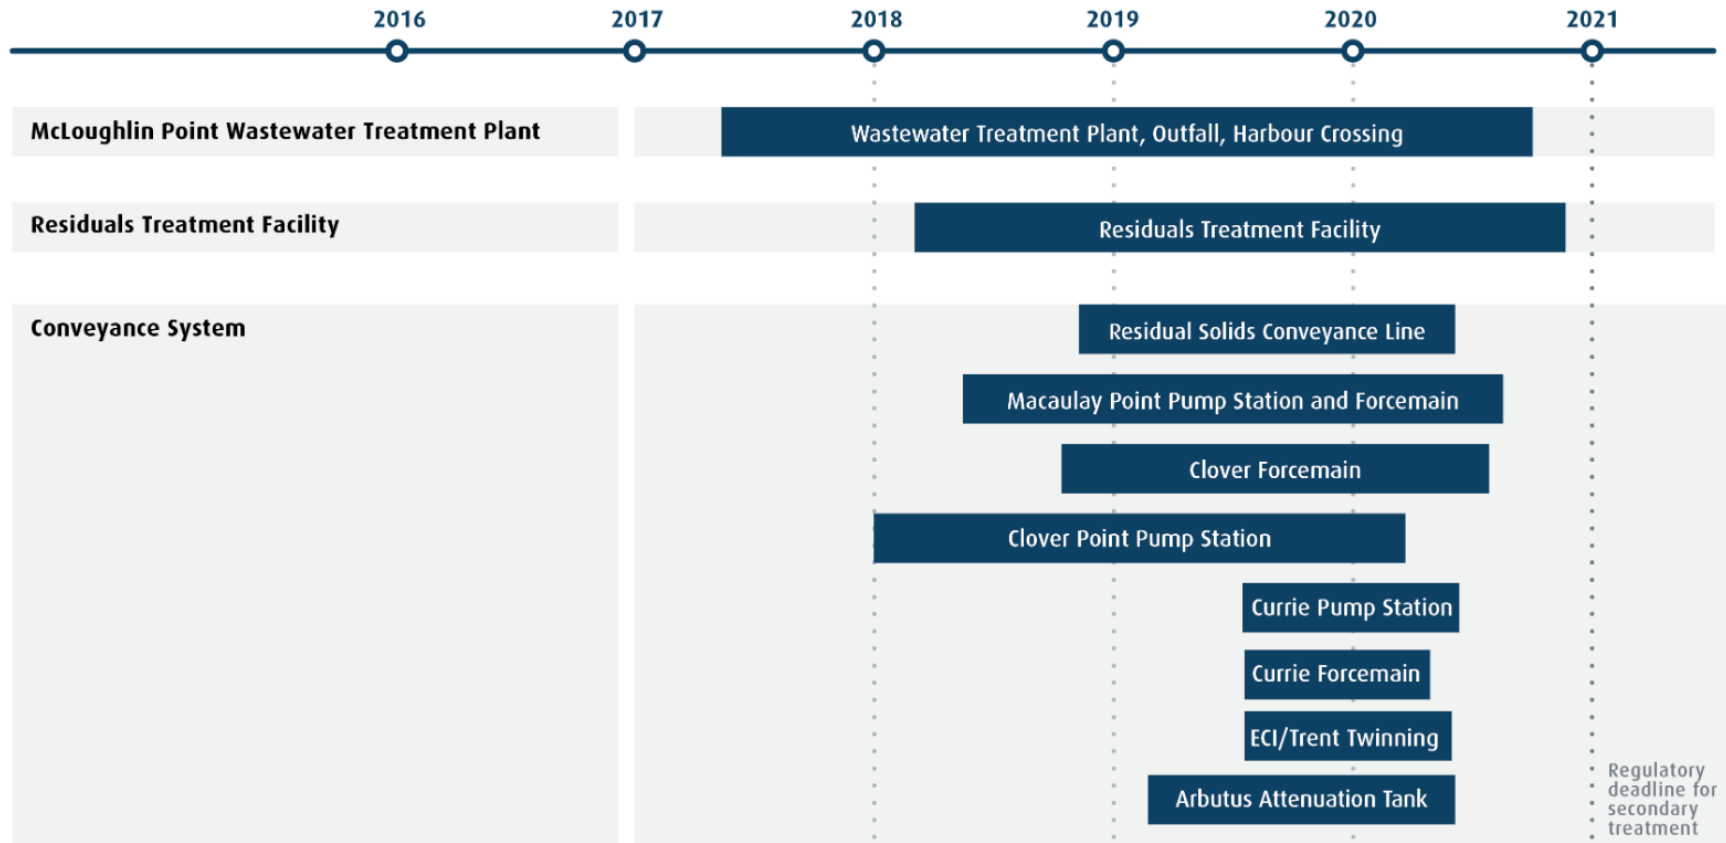 2016
2017
2018
2019
2020
2021
McLoughlin Point Wastewater Treatment Plant
Wastewater Treatment Plant, Outfall, Harbour Crossing
Residuals Treatment Facility
Residuals Treatment Facility
Conveyance System
Residual Solids Conveyance Line
Macaulay Point Pump Station and Forcemain
Clover Forcemain
Clover Point Pump Station
Currie Pump Station
Currie Forcemain
ECI/Trent Twinning
Arbutus Attenuation Tank
Regulatory
deadline for
secondary
treatment